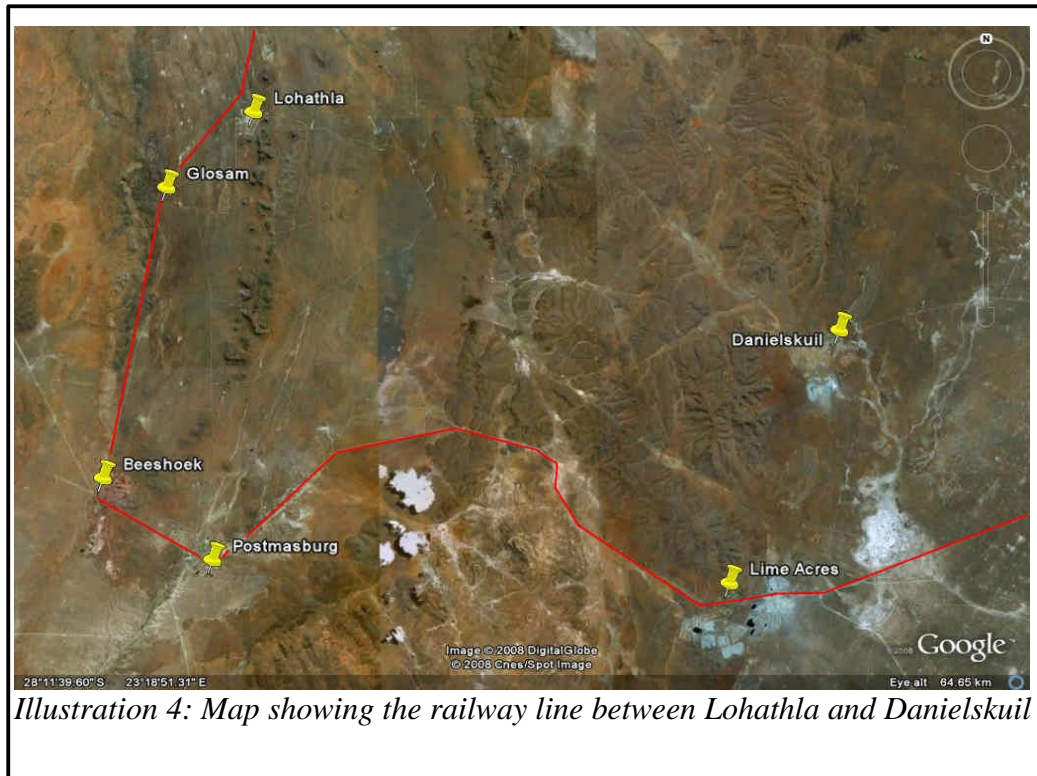 N
Lohathla
Glosam
Danielskuil
Beeshoek
Postmasburg
Lime Acres
Image © 2008 DigitalGlobe
© 2008 Cnes/Spot Image
©2008 Google™
28°11'39.60" S 23°18'51.31" E
Eye alt 64.65 km
Illustration 4: Map showing the railway line between Lohathla and Danielskuil